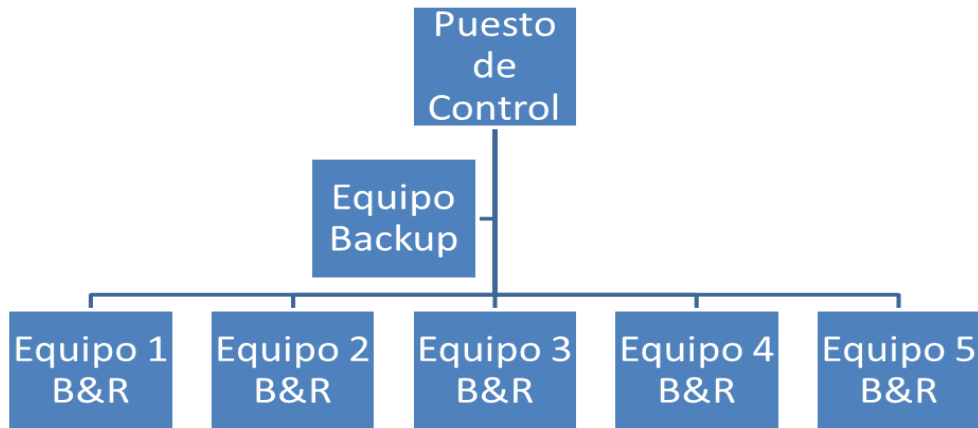 Puesto
de
Control
Equipo
Backup
Equipo 1
B&R
Equipo 2
B&R
Equipo 3
B&R
Equipo 4
B&R
Equipo 5
B&R